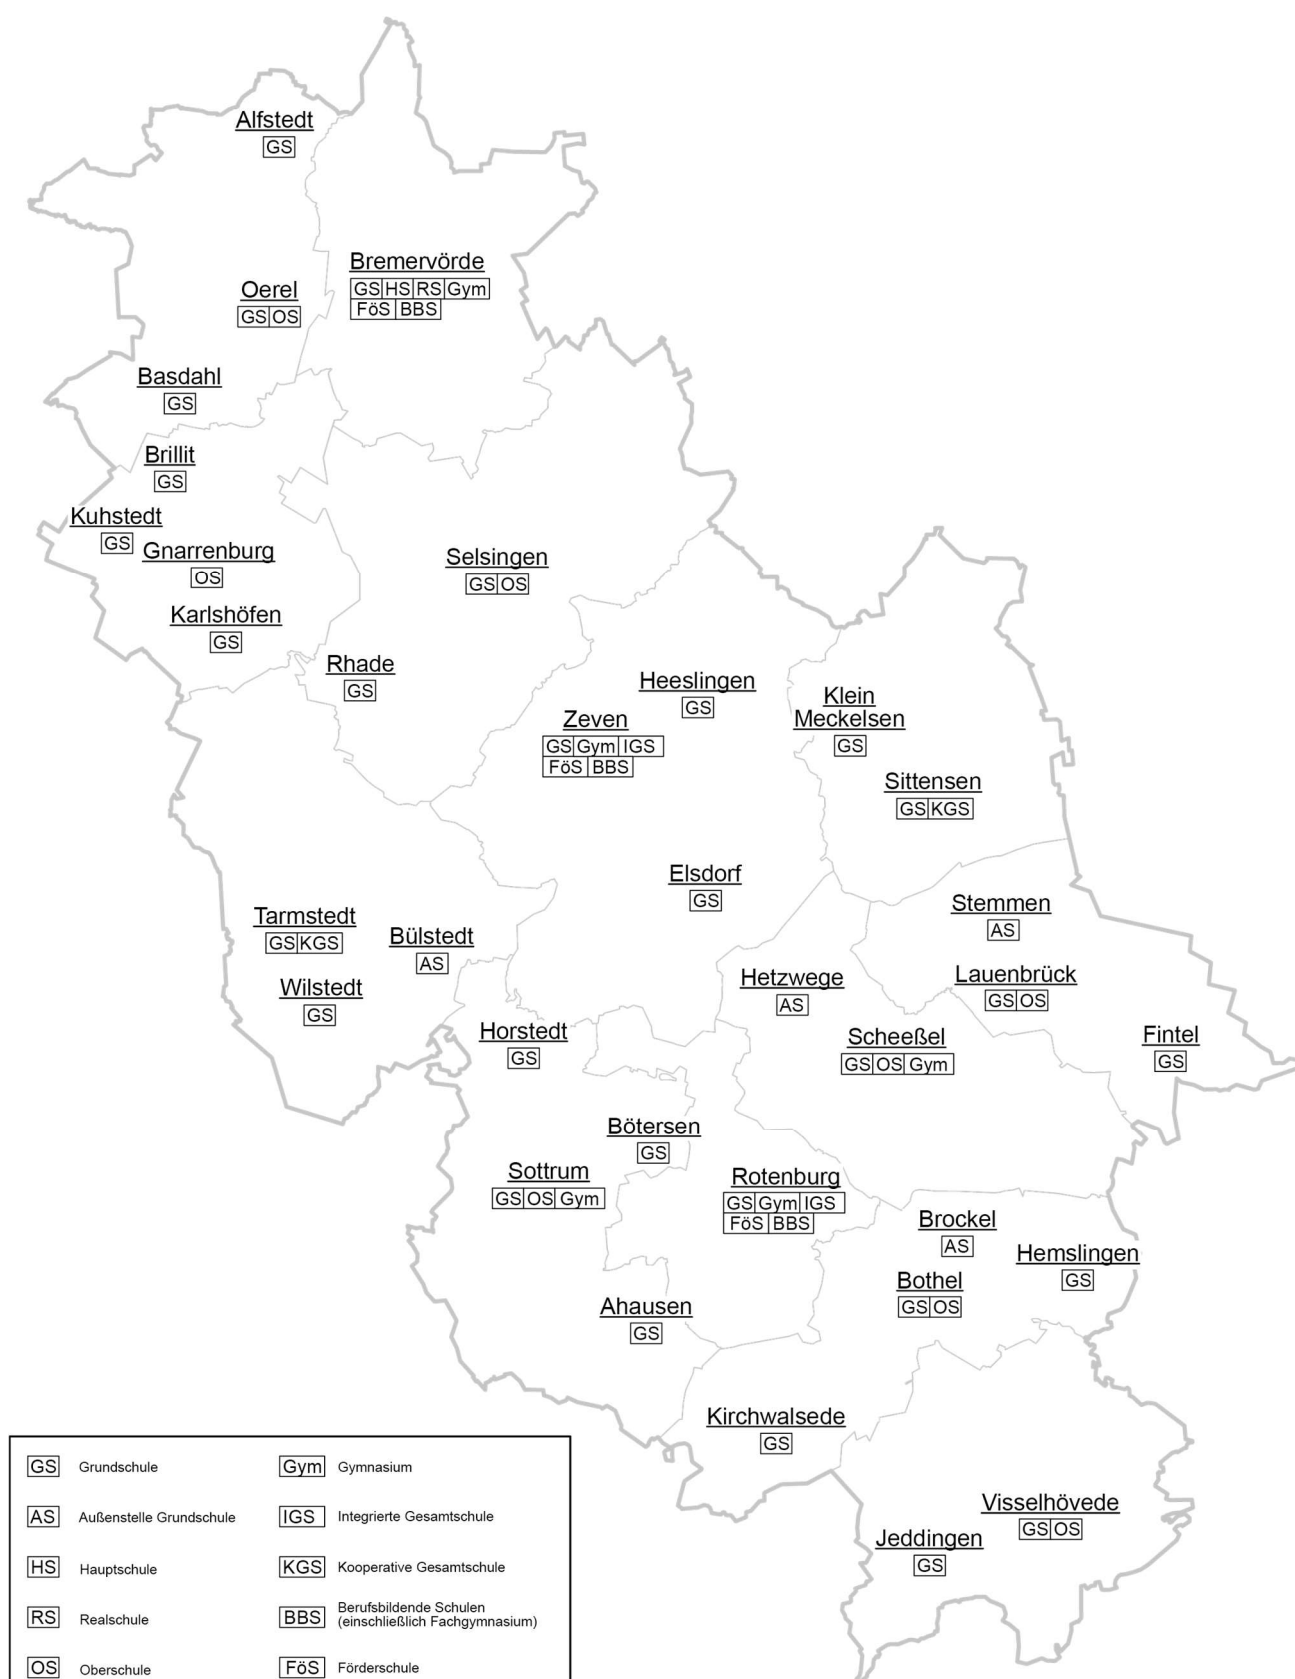 Alfstedt
GS
Bremervörde
GS HS RS Gym
FöS BBS
Oerel
GS OS
Basdahl
GS
Brillit
GS
Kuhstedt
GS
Gnarrenburg
OS
Karlshöfen
GS
Selsingen
GS OS
Rhade
GS
Heeslingen
GS
Zeven
GS Gym IGS
FöS BBS
Klein
Meckelsen
GS
Sittensen
GS KGS
Elsdorf
GS
Stemmen
AS
Tarmstedt
GS KGS
Bülstedt
AS
Wilstedt
GS
Hetzwege
AS
Lauenbrück
GS OS
Horstedt
GS
Scheeßel
GS OS Gym
Fintel
GS
Bötersen
GS
Sottrum
GS OS Gym
Rotenburg
GS Gym IGS
FöS BBS
Brockel
AS
Hemslingen
GS
Bothel
GS OS
Ahausen
GS
Kirchwalsede
GS
Visselhövede
GS OS
Jeddingen
GS
GS Grundschule
AS Außenstelle Grundschule
HS Hauptschule
RS Realschule
OS Oberschule
Gym Gymnasium
IGS Integrierte Gesamtschule
KGS Kooperative Gesamtschule
BBS Berufsbildende Schulen
(einschließlich Fachgymnasium)
FöS Förderschule